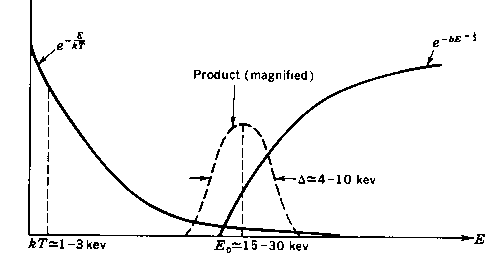 e^{-E/kT}
e^{-bE^{-1/2}}
Product (magnified)
Δ≃4-10 kev
E
kT≃1-3 kev
E₀≃15-30 kev